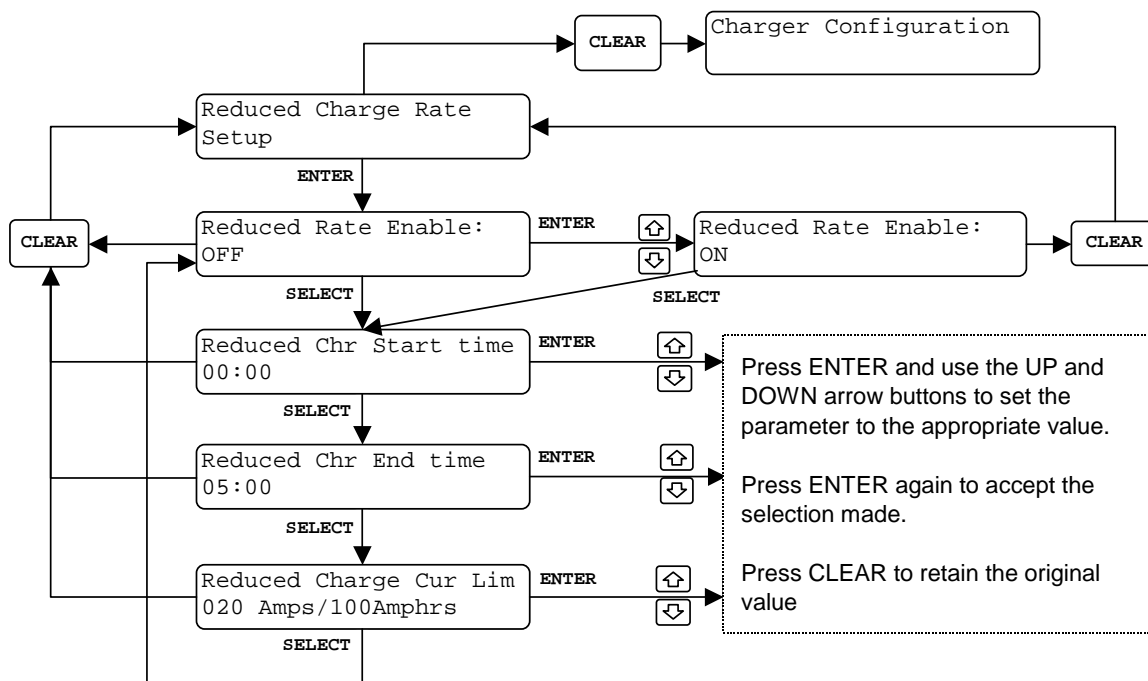 CLEAR
Charger Configuration
Reduced Charge Rate
Setup
ENTER
CLEAR
Reduced Rate Enable:
OFF
ENTER
Reduced Rate Enable:
ON
CLEAR
SELECT
SELECT
Reduced Chr Start time
00:00
ENTER
SELECT
Reduced Chr End time
05:00
ENTER
SELECT
Reduced Charge Cur Lim
020 Amps/100Amphrs
ENTER
SELECT
Press ENTER and use the UP and
DOWN arrow buttons to set the
parameter to the appropriate value.
Press ENTER again to accept the
selection made.
Press CLEAR to retain the original
value